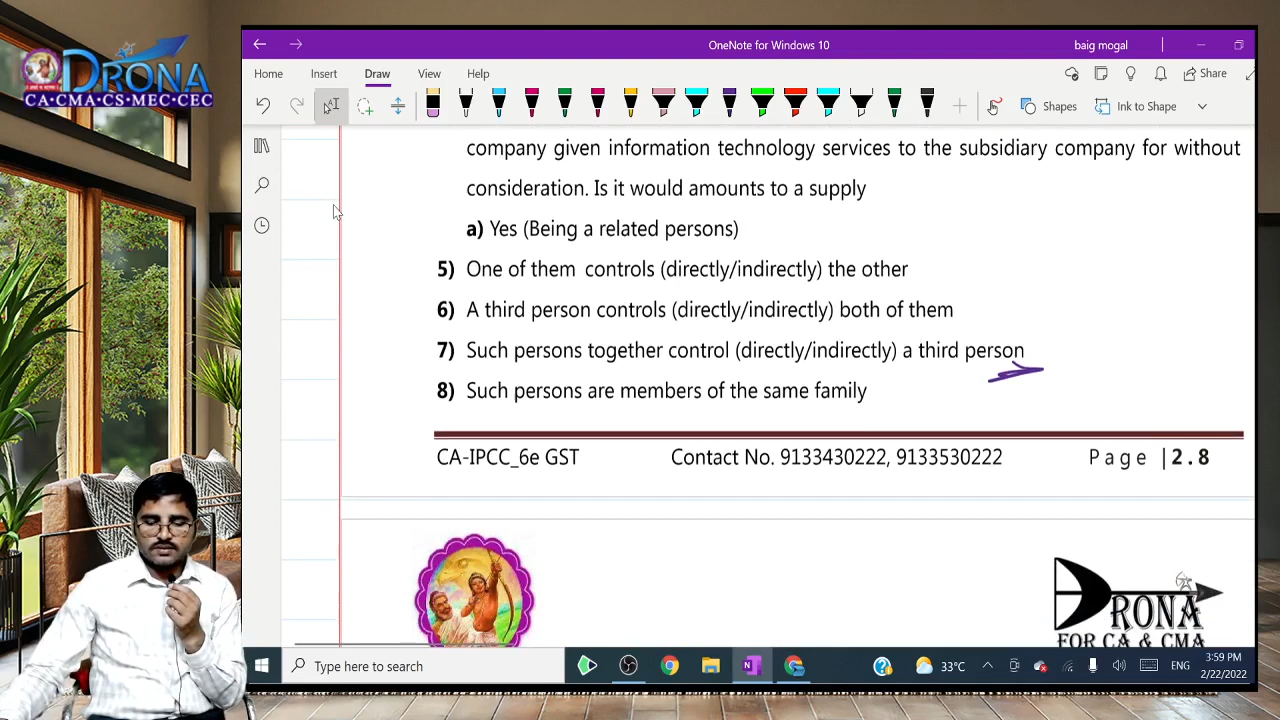 DRONA
CA•CMA•CS•MEC•CEC
OneNote for Windows 10
baig mogal
Home
Insert
Draw
View
Help
Share
Shapes
Ink to Shape
company given information technology services to the subsidiary company for without
consideration. Is it would amounts to a supply
a) Yes (Being a related persons)
5) One of them controls (directly/indirectly) the other
6) A third person controls (directly/indirectly) both of them
7) Such persons together control (directly/indirectly) a third person
8) Such persons are members of the same family
CA-IPCC_6e GST
Contact No. 9133430222, 9133530222
Page |2.8
DRONA
FOR CA & CMA
Type here to search
33°C
ENG
3:59 PM
2/22/2022